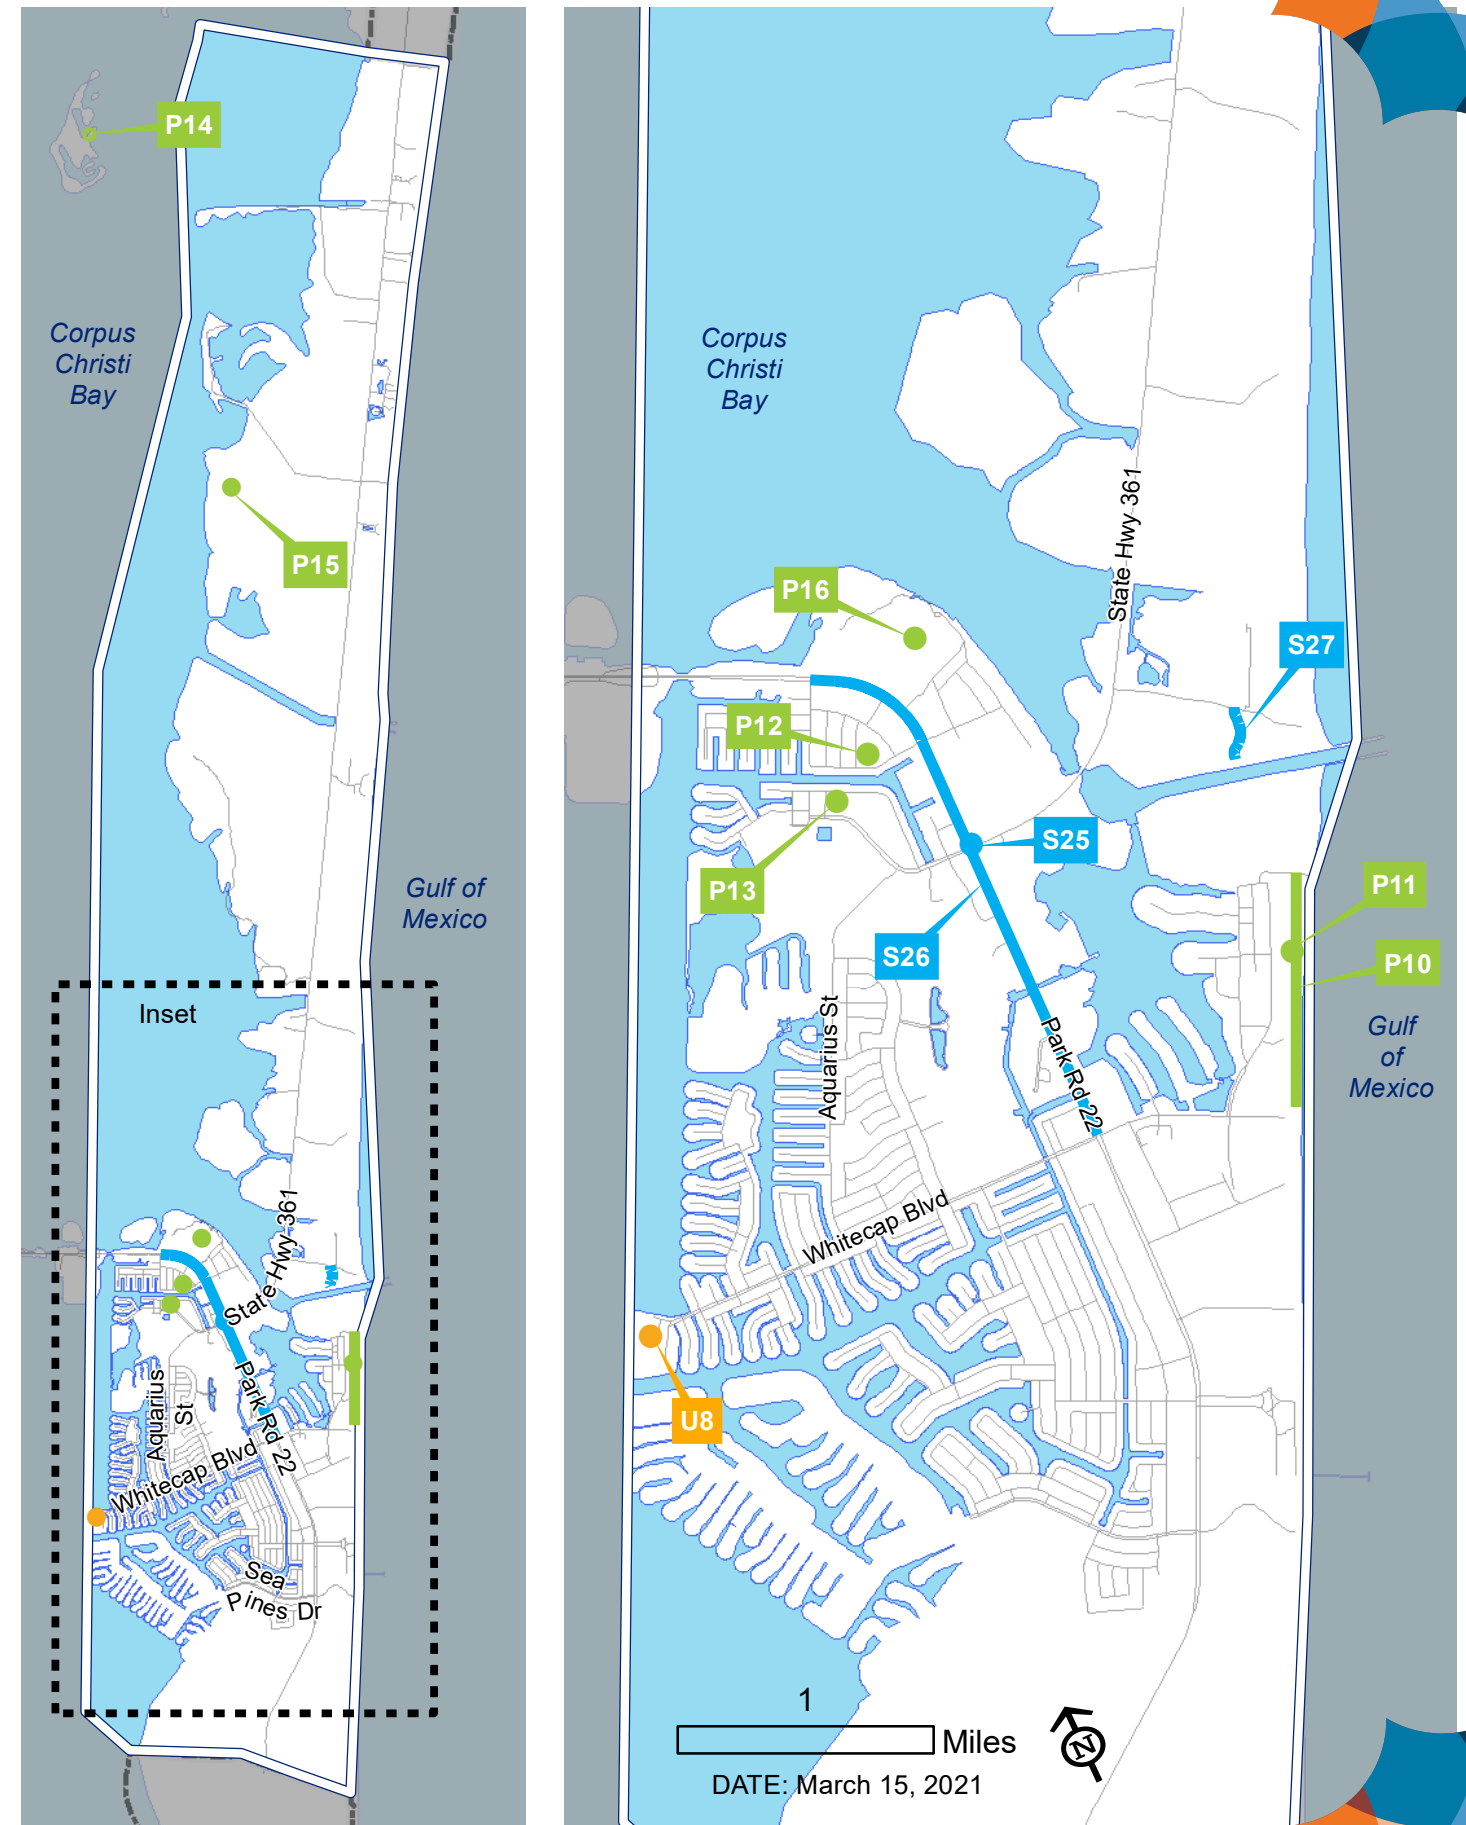 P14
Corpus
Christi
Bay
P15
Gulf of
Mexico
Inset
State Hwy 361
Aquarius
St
Park Rd 22
Whitecap Blvd
Sea
Pines Dr
Corpus
Christi
Bay
State Hwy 361
P16
S27
P12
S25
P13
P11
S26
P10
Aquarius St
Gulf
of
Mexico
Park Rd 22
Whitecap Blvd
U8
1
Miles
N
DATE: March 15, 2021